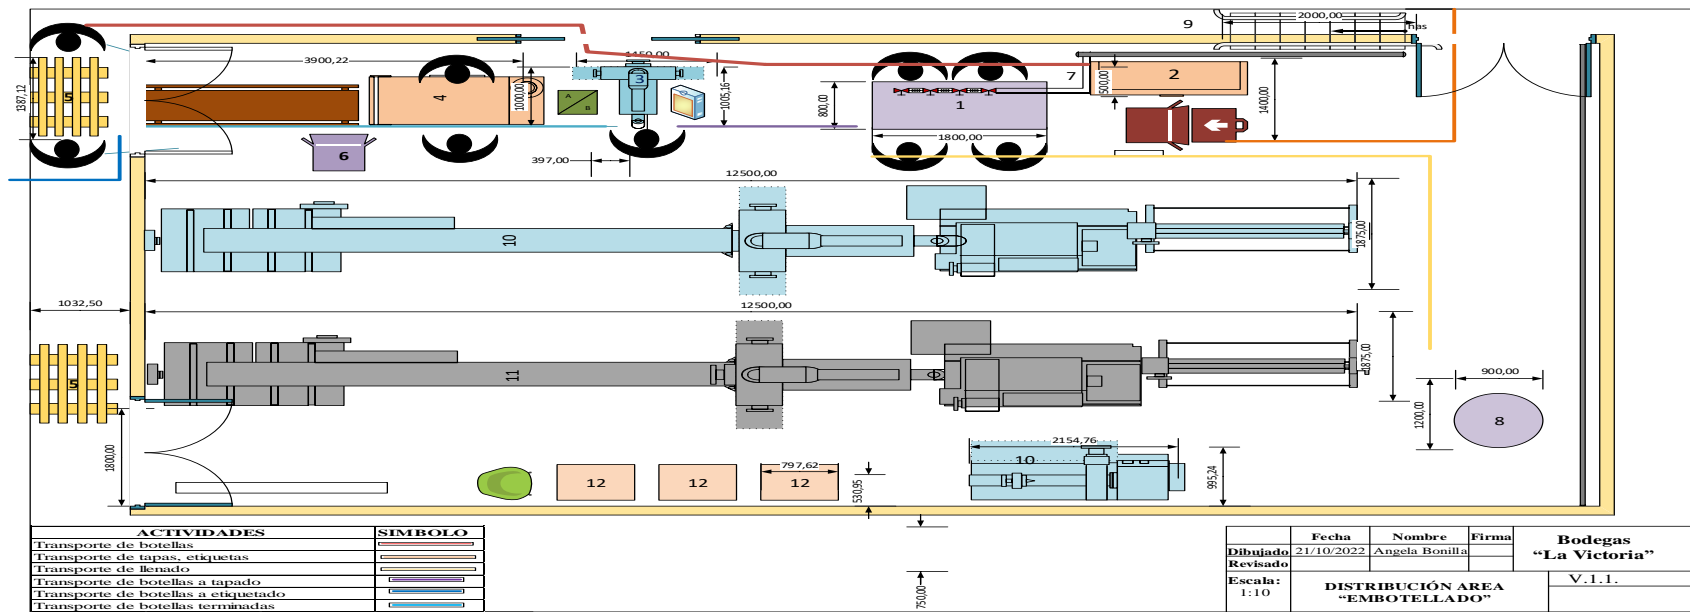 9
2000,00
has
3900,22
1450,00
3
7
2
500,00
1400,00
5
1387,12
4
1000,00
A
B
1005,16
800,00
1
1800,00
6
397,00
12500,00
10
1875,00
1032,50
12500,00
11
1875,00
5
900,00
1200,00
8
1800,00
2154,76
10
995,24
797,62
12
12
12
530,95
750,00
ACTIVIDADES SIMBOLO
Transporte de botellas
Transporte de tapas, etiquetas
Transporte de llenado
Transporte de botellas a tapado
Transporte de botellas a etiquetado
Transporte de botellas terminadas
Fecha Nombre Firma
Dibujado 21/10/2022 Angela Bonilla
Revisado
Bodegas
“La Victoria”
Escala:
1:10
DISTRIBUCIÓN AREA
“EMBOTELLADO”
V.1.1.